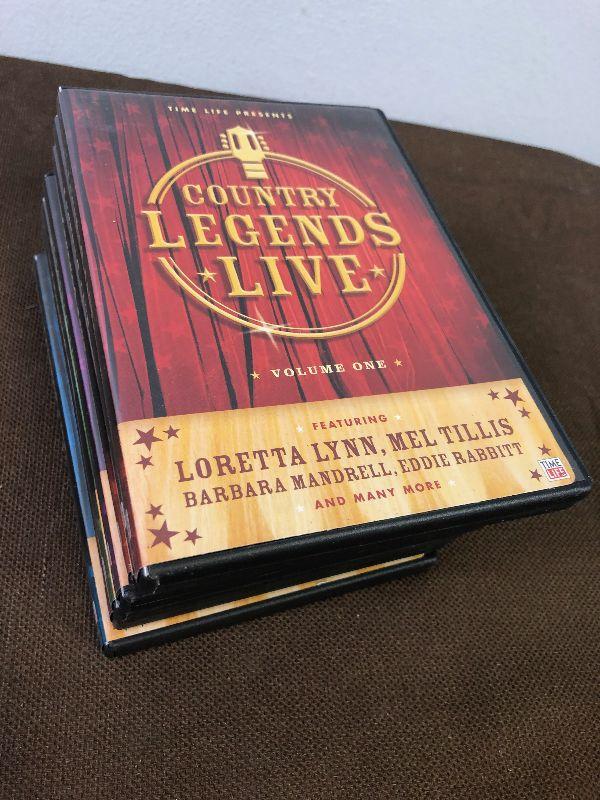 TIME LIFE PRESENTS
COUNTRY
LEGENDS
LIVE
VOLUME ONE
FEATURING
LORETTA LYNN, MEL TILLIS
BARBARA MANDRELL, EDDIE RABBITT
AND MANY MORE
TIME
LIFE